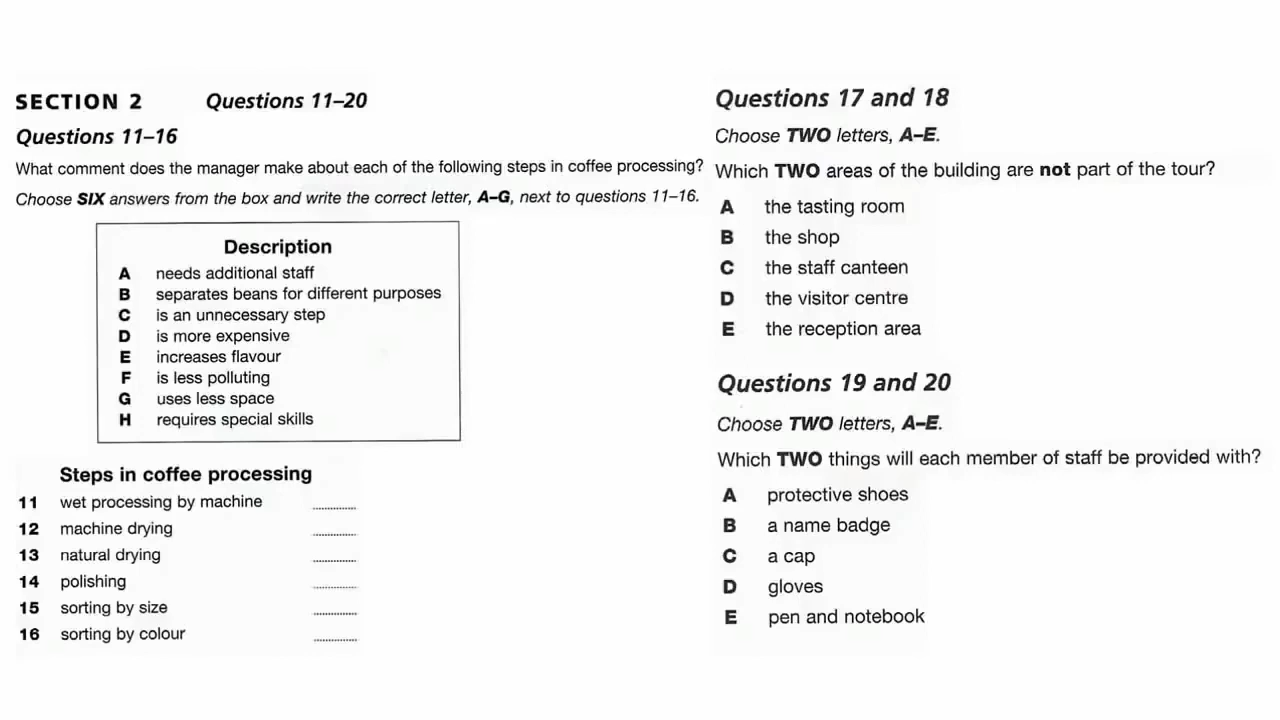 SECTION 2 Questions 11–20
Questions 11–16
What comment does the manager make about each of the following steps in coffee processing?
Choose SIX answers from the box and write the correct letter, A–G, next to questions 11–16.
Description
A needs additional staff
B separates beans for different purposes
C is an unnecessary step
D is more expensive
E increases flavour
F is less polluting
G uses less space
H requires special skills
Steps in coffee processing
11 wet processing by machine ...............
12 machine drying ...............
13 natural drying ...............
14 polishing ...............
15 sorting by size ...............
16 sorting by colour ...............
Questions 17 and 18
Choose TWO letters, A–E.
Which TWO areas of the building are not part of the tour?
A the tasting room
B the shop
C the staff canteen
D the visitor centre
E the reception area
Questions 19 and 20
Choose TWO letters, A–E.
Which TWO things will each member of staff be provided with?
A protective shoes
B a name badge
C a cap
D gloves
E pen and notebook